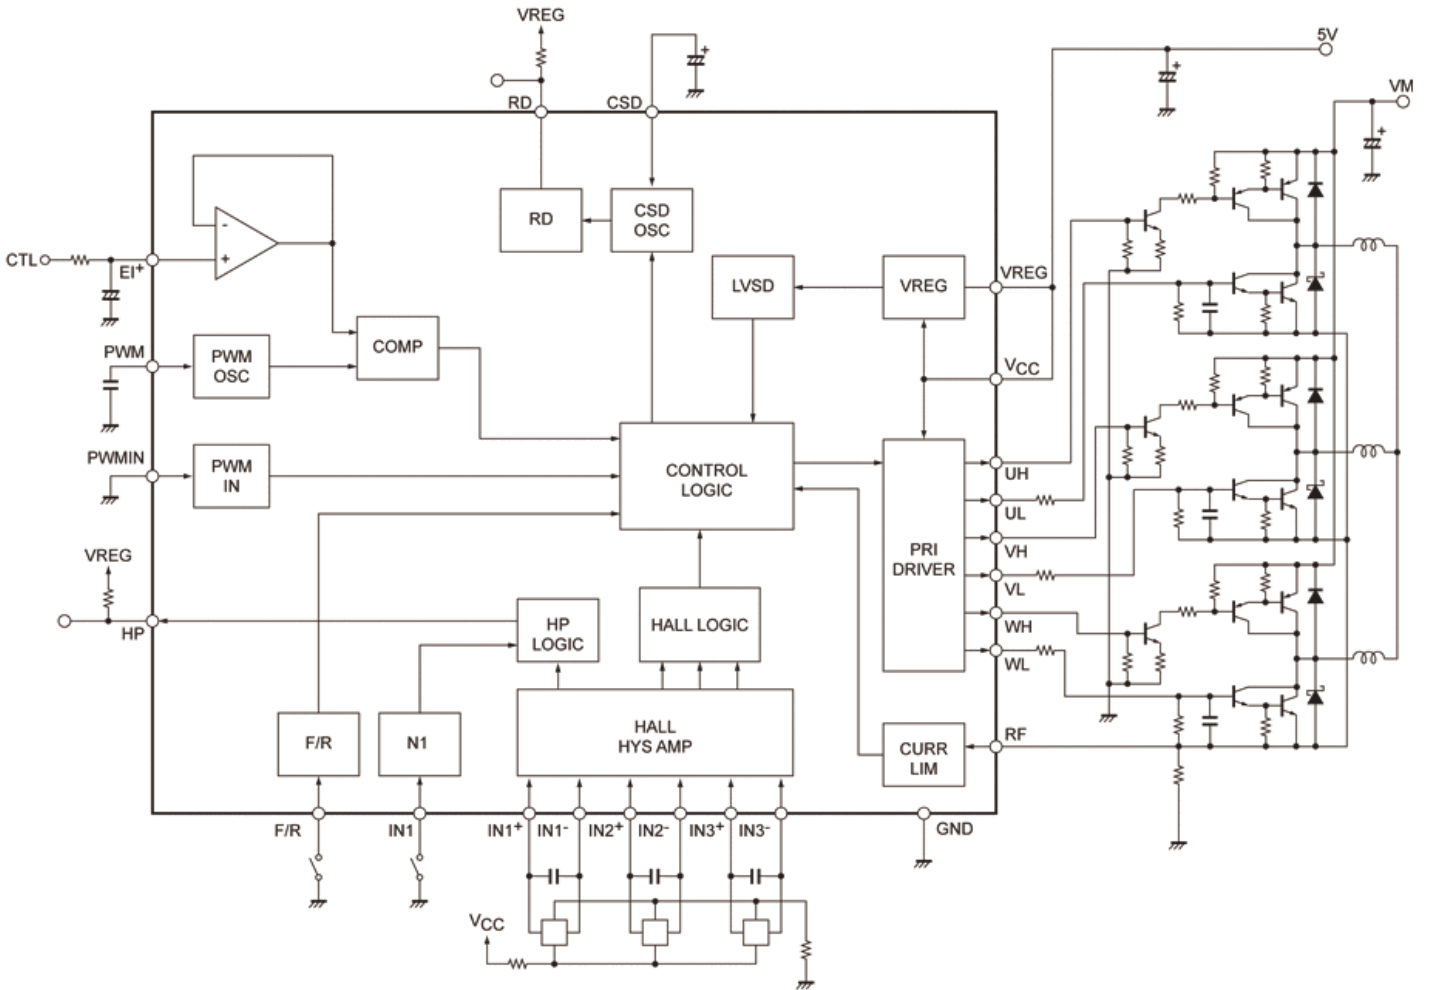 VREG
5V
VM
RD
CSD
RD
CSD
OSC
-
+
CTL
EI+
LVSD
VREG
VREG
PWM
PWM
OSC
COMP
VCC
PWMIN
PWM
IN
CONTROL
LOGIC
UH
UL
VH
VL
WH
WL
PRI
DRIVER
VREG
HP
HP
LOGIC
HALL LOGIC
F/R
N1
HALL
HYS AMP
CURR
LIM
RF
F/R
IN1
IN1+
IN1-
IN2+
IN2-
IN3+
IN3-
GND
VCC
+
+
+